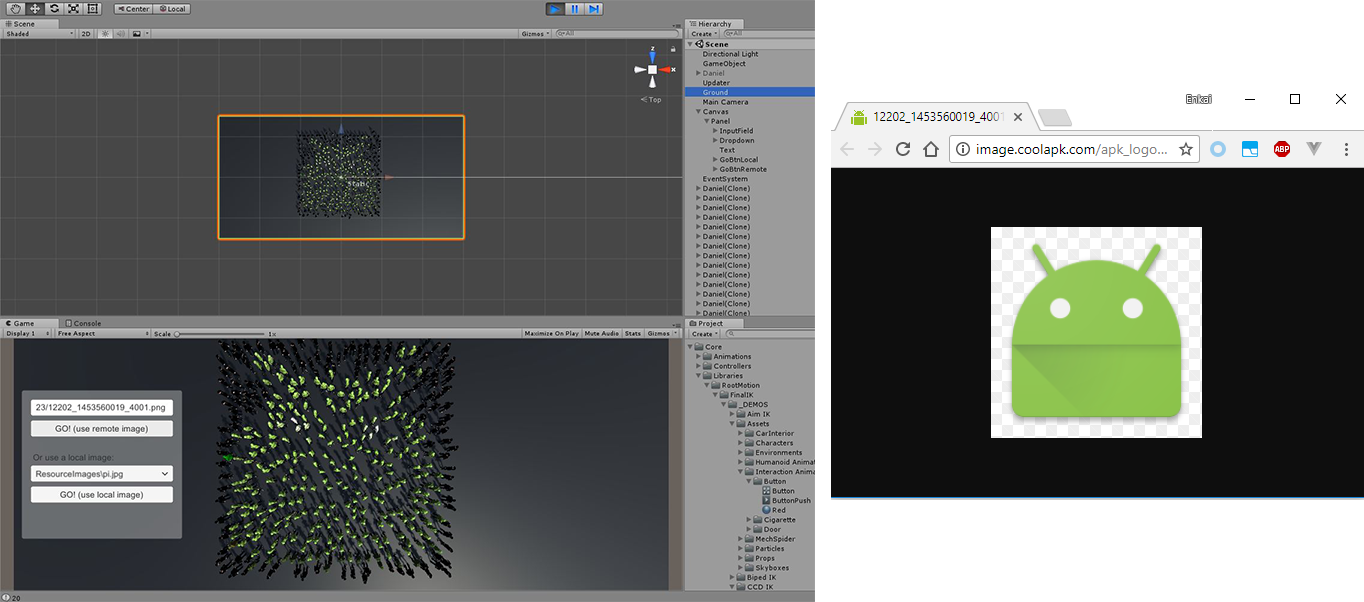 Center Local
Scene
Shaded 2D Gizmos All
z
x
Top
Start
Hierarchy
Create All
Scene
Directional Light
GameObject
Daniel
Updater
Ground
Main Camera
Canvas
Panel
InputField
Dropdown
Text
GoBtnLocal
GoBtnRemote
EventSystem
Daniel(Clone)
Daniel(Clone)
Daniel(Clone)
Daniel(Clone)
Daniel(Clone)
Daniel(Clone)
Daniel(Clone)
Daniel(Clone)
Daniel(Clone)
Daniel(Clone)
Daniel(Clone)
Daniel(Clone)
Daniel(Clone)
Daniel(Clone)
Game Console
Display 1 Free Aspect Scale 1x Maximize On Play Mute Audio Stats Gizmos
23/12202_1453560019_4001.png
GO! (use remote image)
Or use a local image:
ResourceImages\pi.jpg
GO! (use local image)
20
Project
Create
Core
Animations
Controllers
Libraries
RootMotion
FinalIK
_DEMOS
Aim IK
Assets
CarInterior
Characters
Environments
Humanoid Animat
Interaction Anima
Button
Button
ButtonPush
Red
Cigarette
Door
MechSpider
Particles
Props
Skyboxes
Biped IK
CCD IK
Enkai
12202_1453560019_4001
image.coolapk.com/apk_logo...
ABP